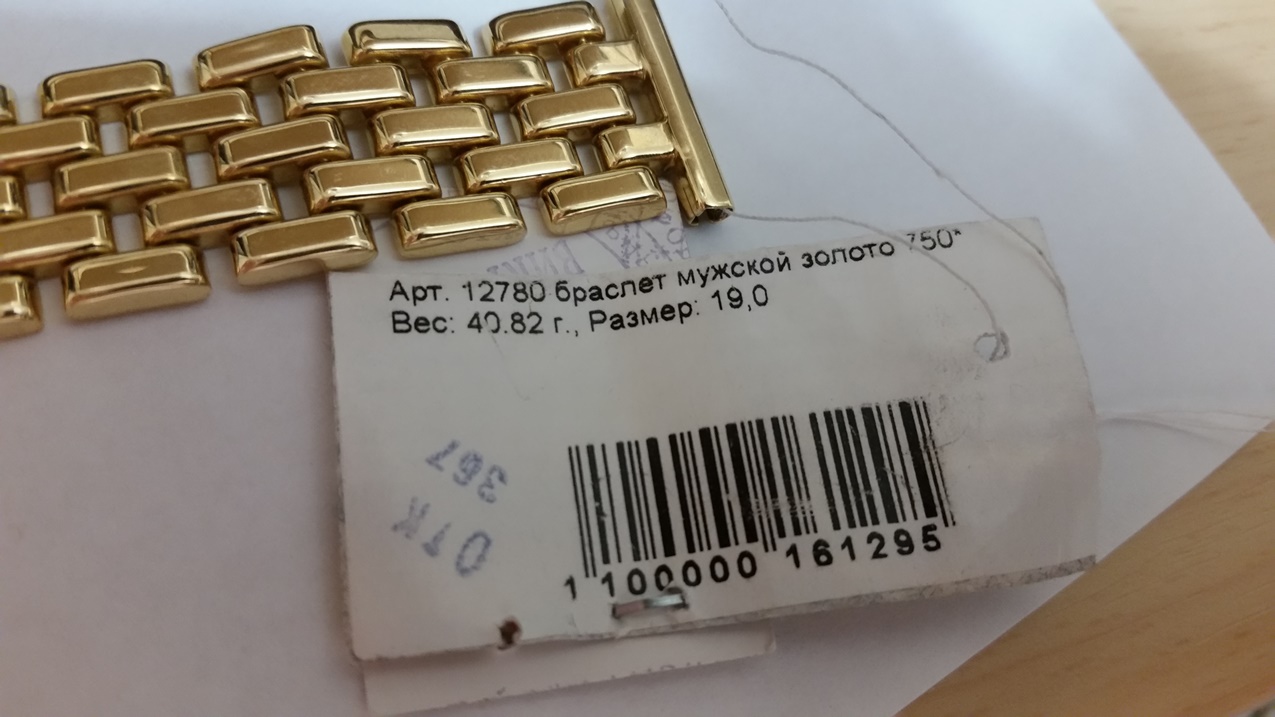 Арт. 12780 браслет мужской золото 750*
Вес: 40.82 г., Размер: 19,0
367
ОТК
1 100000 161295